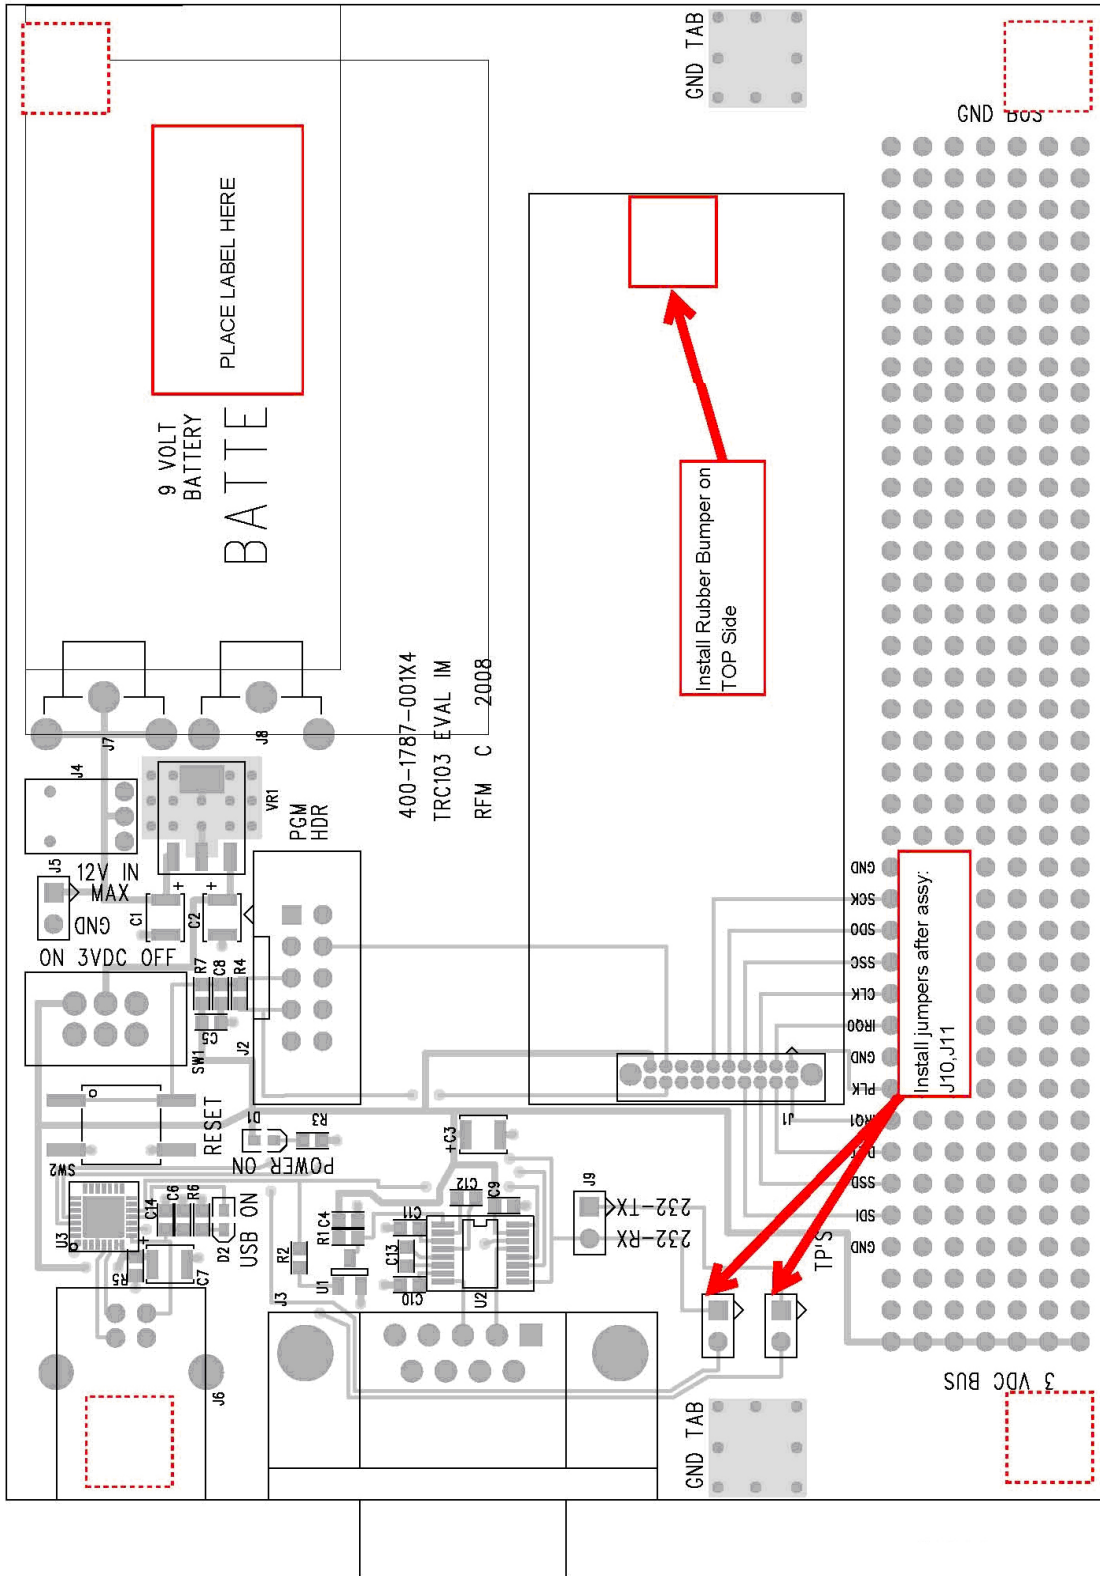 GND TAB
GND BUS
PLACE LABEL HERE
9 VOLT
BATTERY
BATTE
Install Rubber Bumper on
TOP Side
400-1787-001X4
TRC103 EVAL IM
RFM C 2008
J7
J8
J4
VR1
PGM
HDR
J5
12V IN
MAX
GND
C1
+
C2
+
ON 3VDC OFF
R7
C8
R4
C5
SW1
J2
GND
SCK
SDO
SSC
CLK
IRQ0
GND
PLK
IRQ1
SSD
SDI
GND
Install jumpers after assy:
J10,J11
J1
SW2
RESET
D1
R3
POWER ON
+C3
U3
C14
C6
R6
D2
USB ON
R5
+
C7
R2
R1
C4
U1
C11
C12
C9
C13
C10
U2
J9
232-TX
232-RX
TP'S
J3
J6
GND TAB
3 VDC BUS